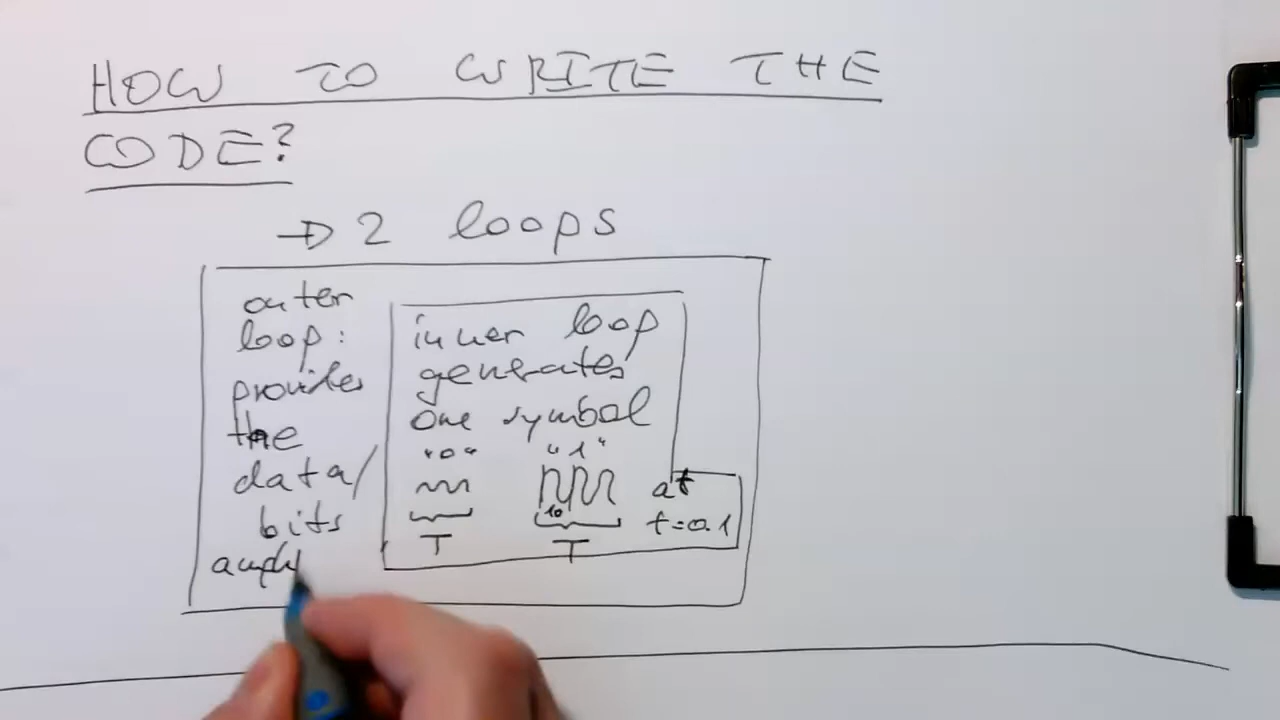 HOW TO WRITE THE
CODE?
→ 2 loops
outer
loop:
provides
the
data/
bits
inner loop
generates
one symbol
"0" "1"
10
at
t=0.1
T T